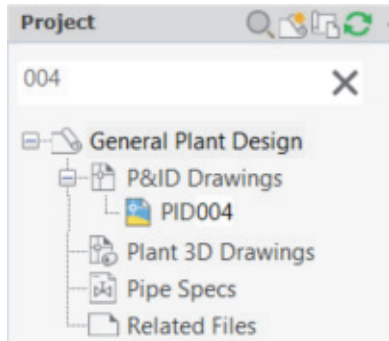 Project
004
General Plant Design
P&ID Drawings
PID004
Plant 3D Drawings
Pipe Specs
Related Files